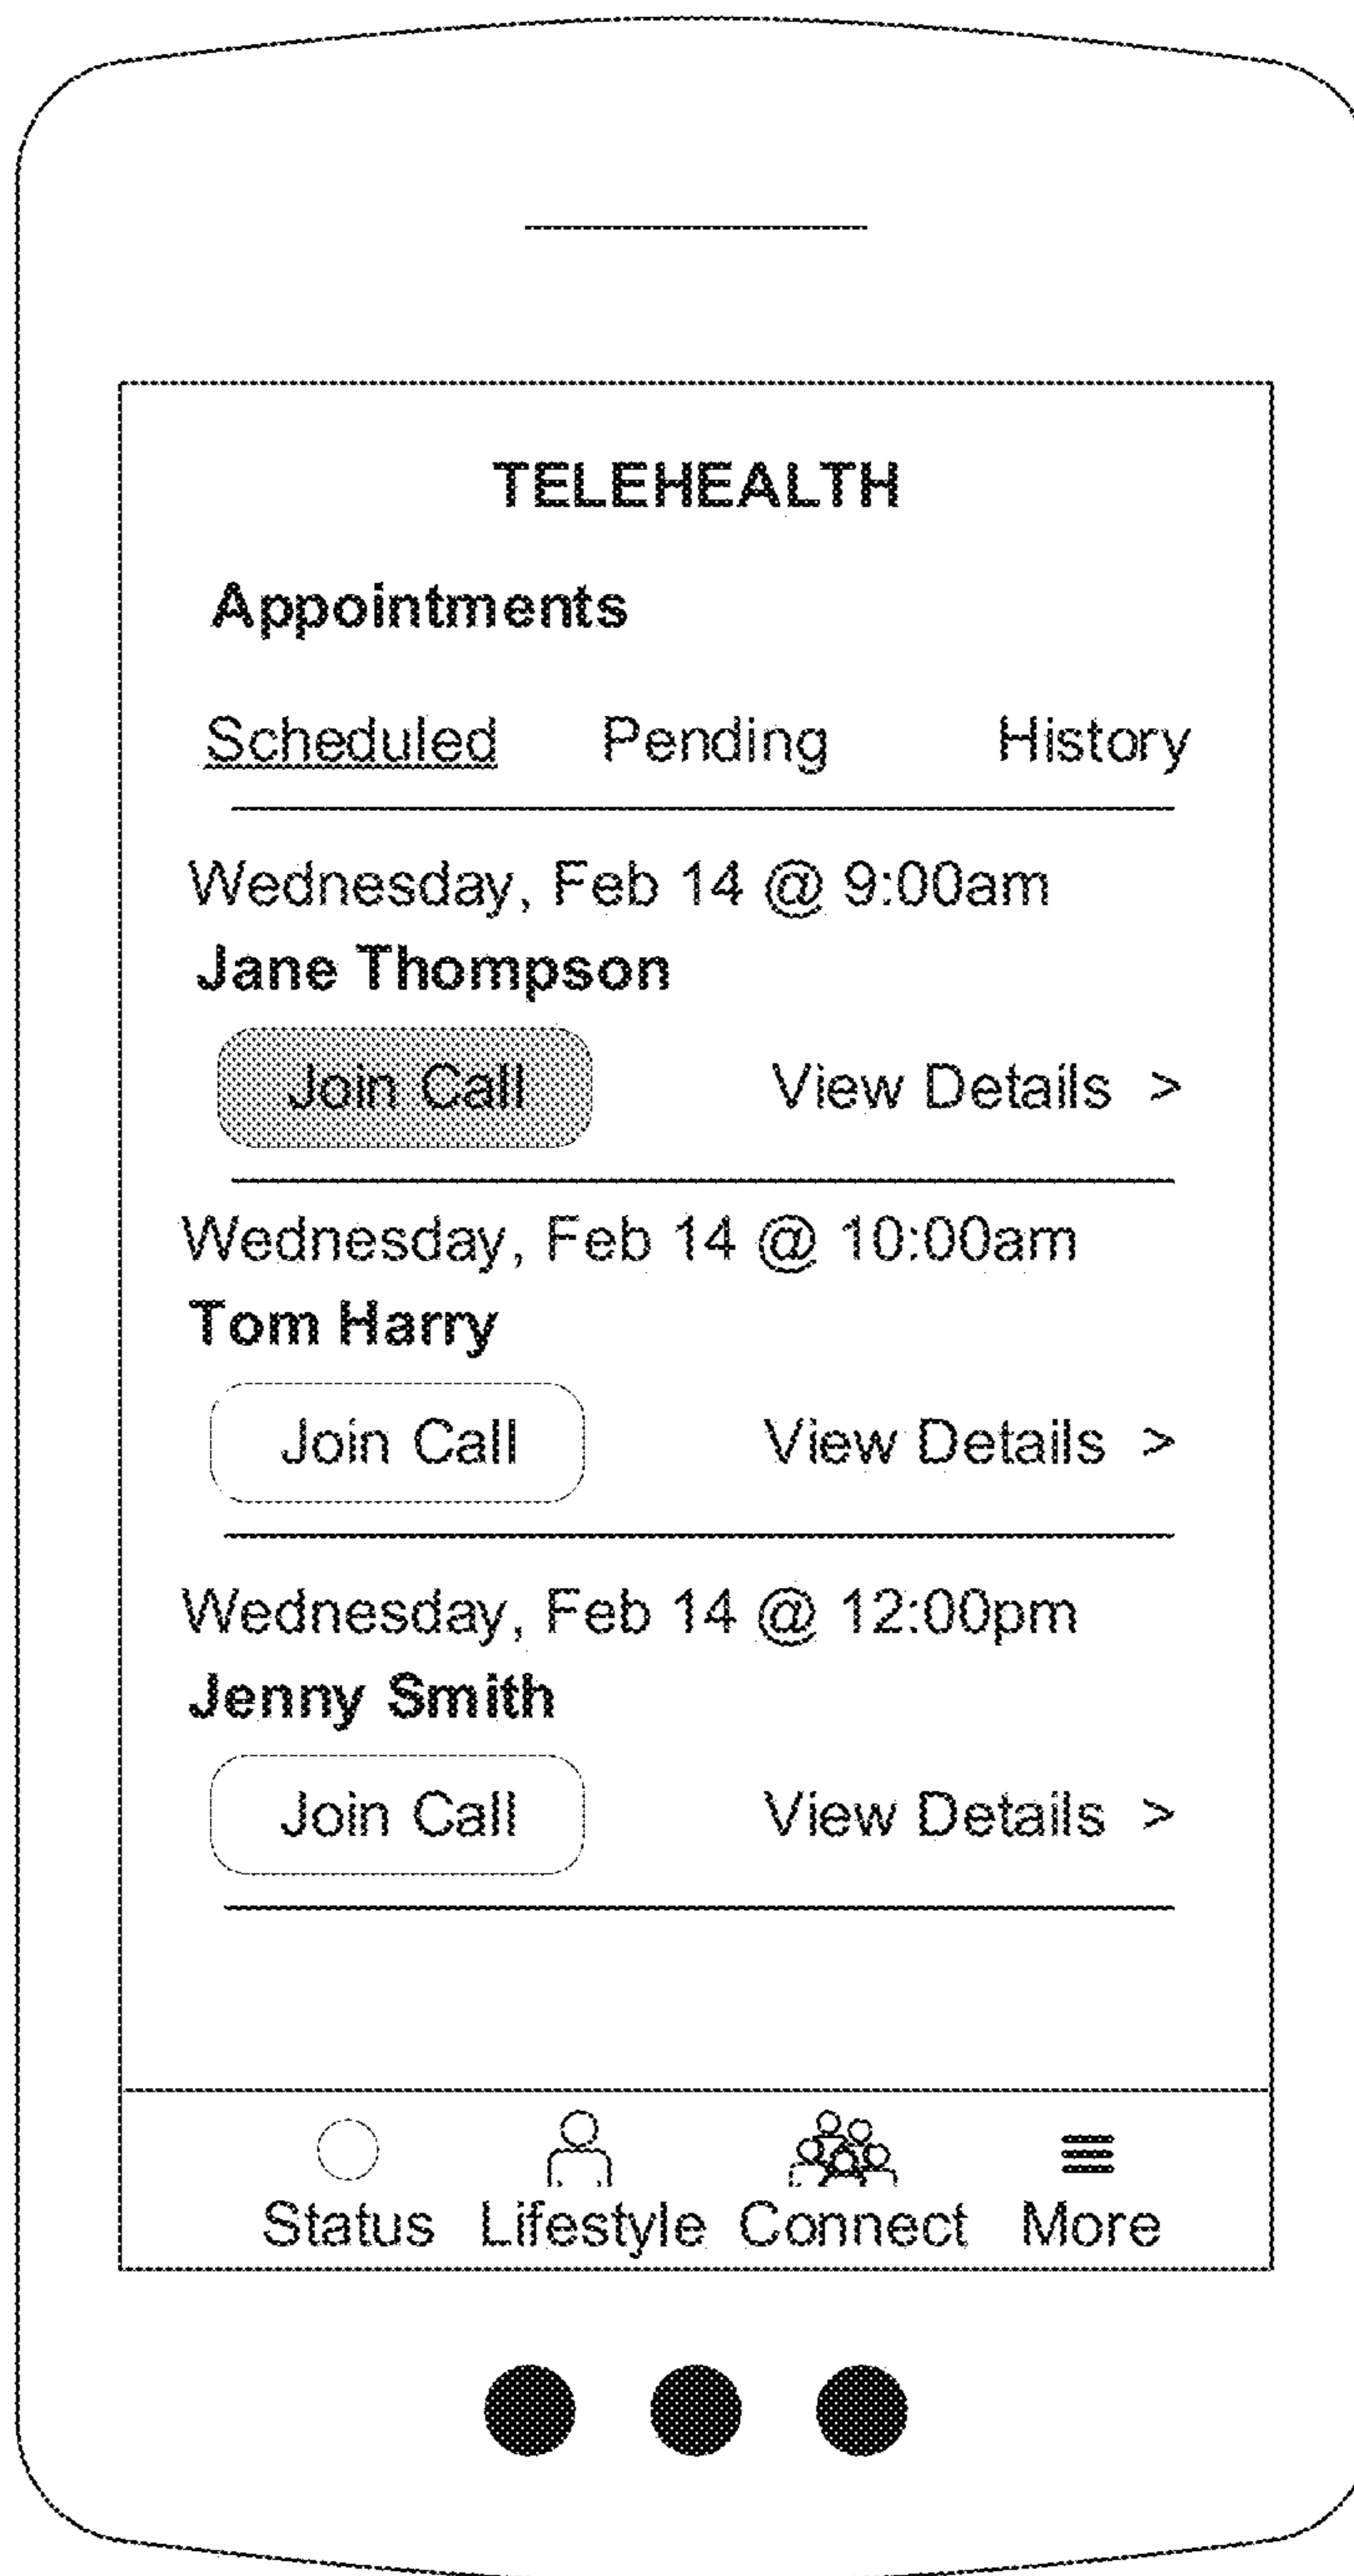 TELEHEALTH
Appointments
Scheduled Pending History
Wednesday, Feb 14 @ 9:00am
Jane Thompson
Join Call View Details >
Wednesday, Feb 14 @ 10:00am
Tom Harry
Join Call View Details >
Wednesday, Feb 14 @ 12:00pm
Jenny Smith
Join Call View Details >
Status Lifestyle Connect More